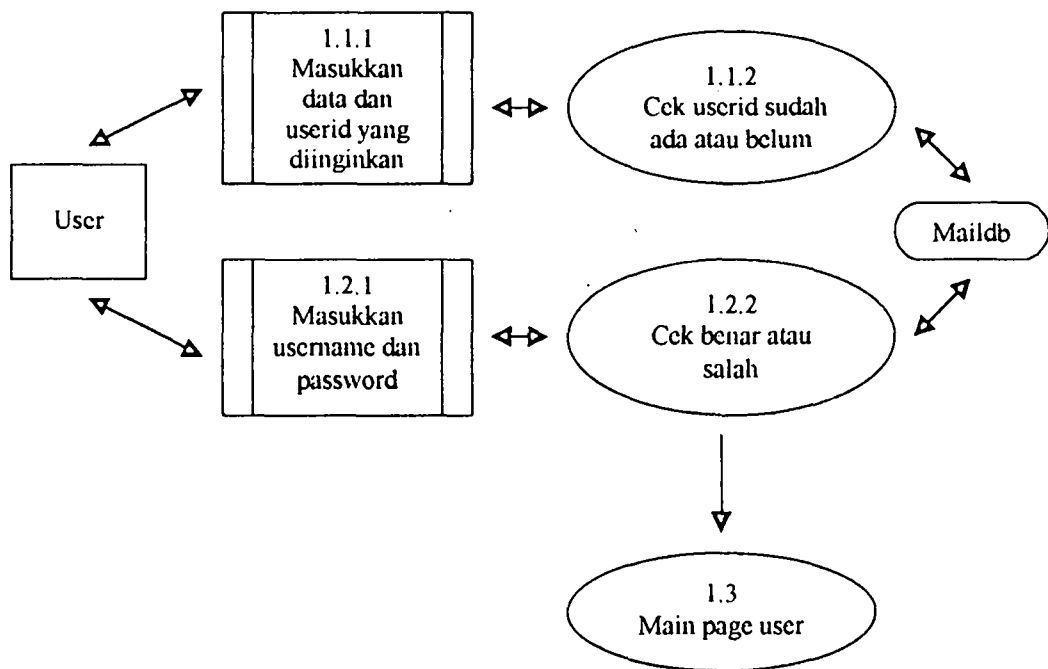 1.1.1
Masukkan
data dan
userid yang
diinginkan
1.1.2
Cek userid sudah
ada atau belum
User
Maildb
1.2.1
Masukkan
username dan
password
1.2.2
Cek benar atau
salah
1.3
Main page user